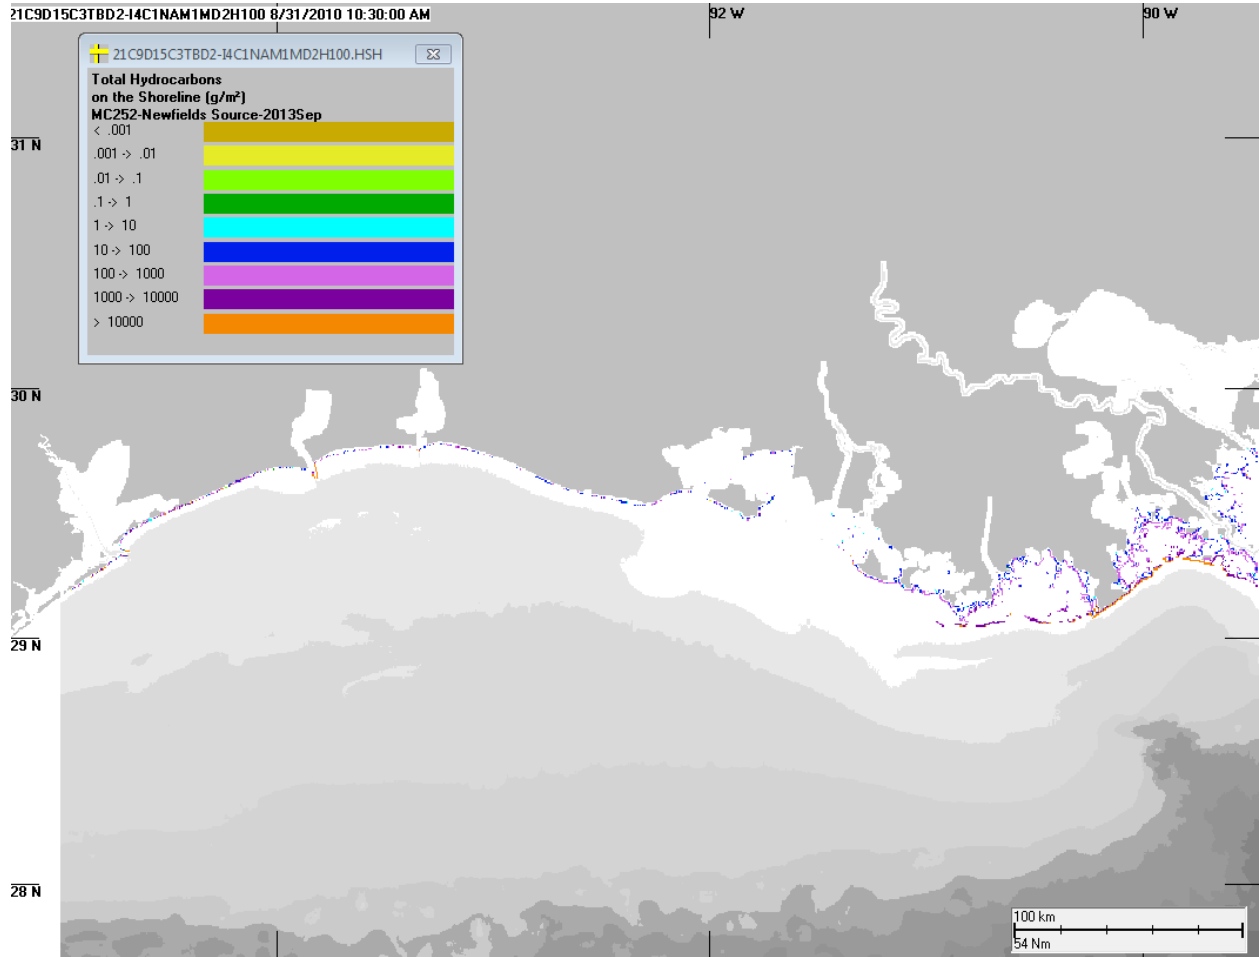 21C9D15C3TBD2-I4C1NAM1MD2H100 8/31/2010 10:30:00 AM
92 W
90 W
21C9D15C3TBD2-I4C1NAM1MD2H100.HSH
Total Hydrocarbons
on the Shoreline (g/m²)
MC252-Newfields Source-2013Sep
< .001
.001 -> .01
.01 -> .1
.1 -> 1
1 -> 10
10 -> 100
100 -> 1000
1000 -> 10000
> 10000
31 N
30 N
29 N
28 N
100 km
54 Nm